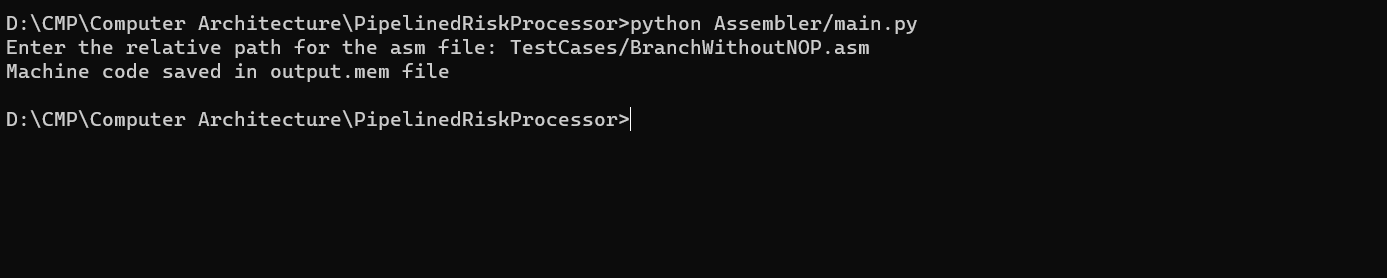 D:\CMP\Computer Architecture\PipelinedRiskProcessor>python Assembler/main.py
Enter the relative path for the asm file: TestCases/BranchWithoutNOP.asm
Machine code saved in output.mem file
D:\CMP\Computer Architecture\PipelinedRiskProcessor>